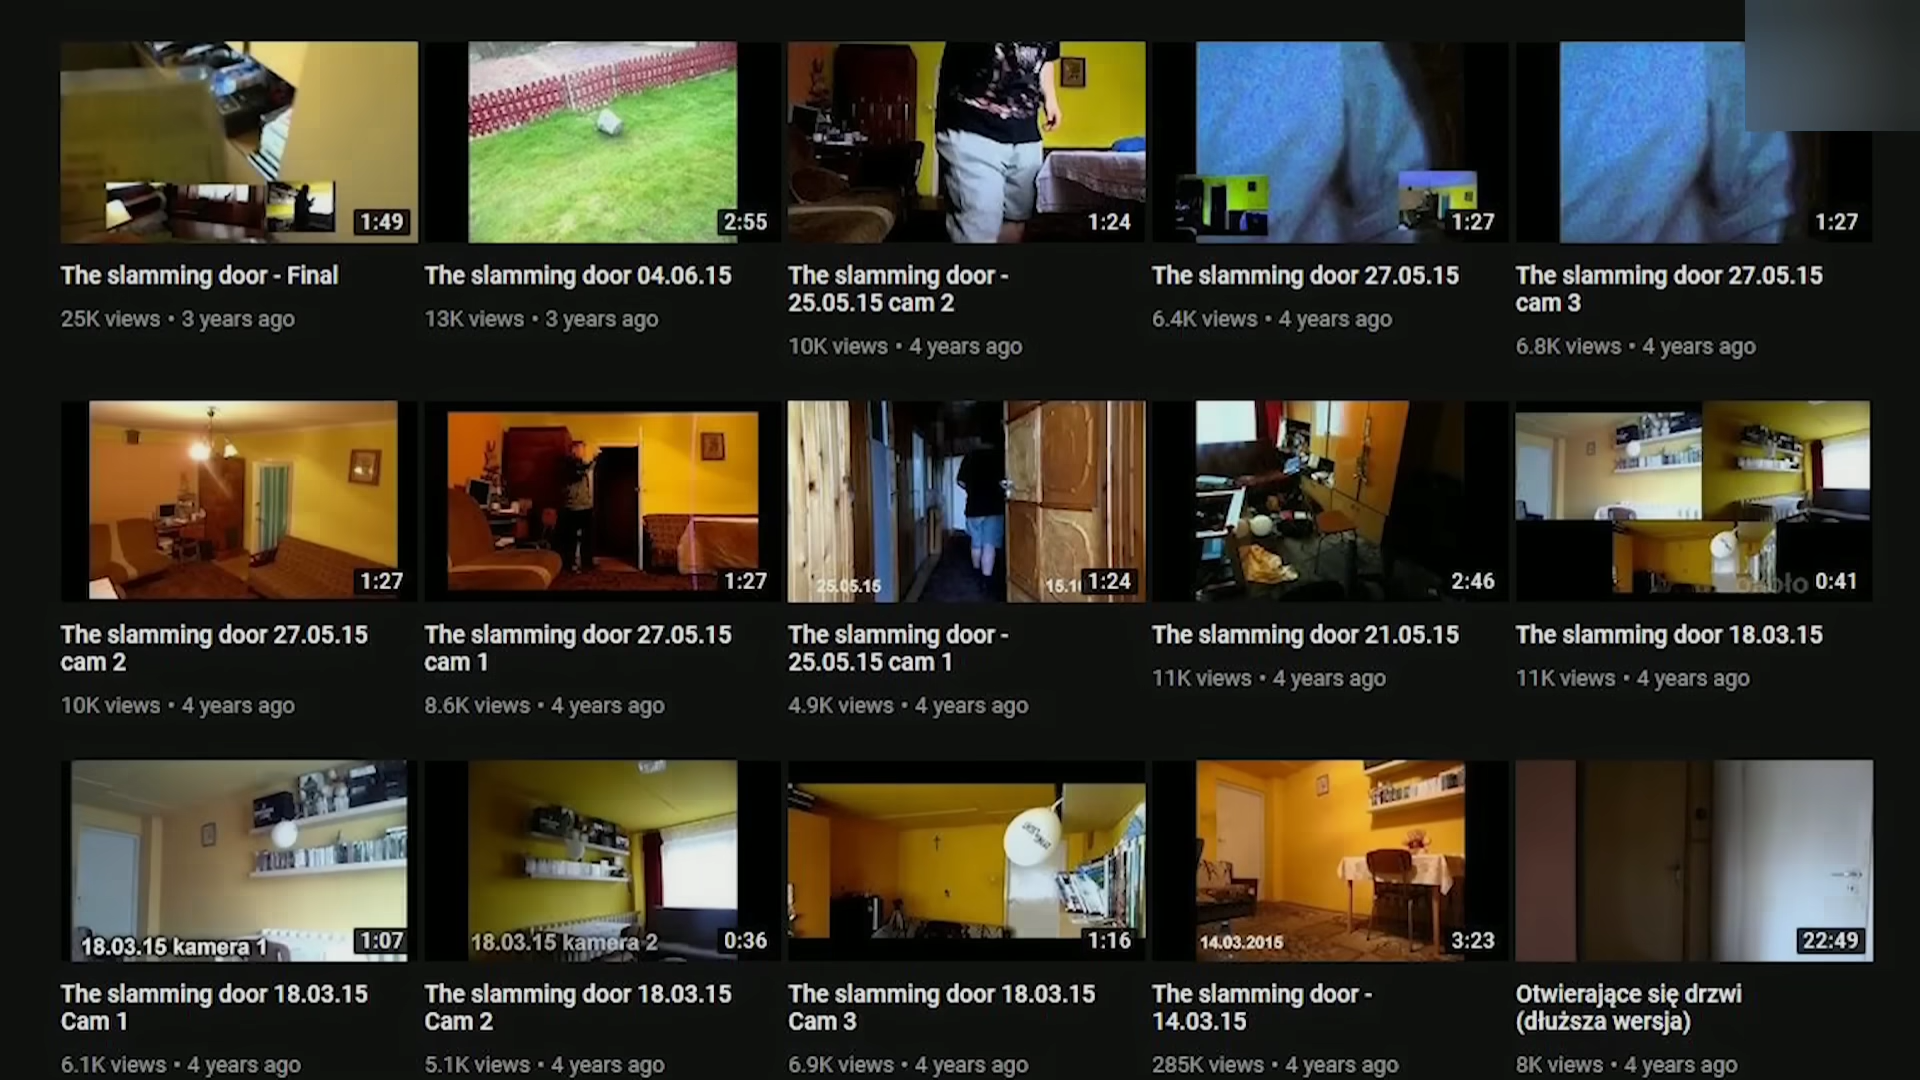 1:49
2:55
1:24
1:27
1:27
The slamming door - Final
The slamming door 04.06.15
The slamming door -
25.05.15 cam 2
The slamming door 27.05.15
The slamming door 27.05.15
cam 3
25K views • 3 years ago
13K views • 3 years ago
10K views • 4 years ago
6.4K views • 4 years ago
6.8K views • 4 years ago
1:27
1:27
25.05.15
1:24
2:46
0:41
The slamming door 27.05.15
cam 2
The slamming door 27.05.15
cam 1
The slamming door -
25.05.15 cam 1
The slamming door 21.05.15
The slamming door 18.03.15
10K views • 4 years ago
8.6K views • 4 years ago
4.9K views • 4 years ago
11K views • 4 years ago
11K views • 4 years ago
18.03.15 kamera 1
1:07
18.03.15 kamera 2
0:36
1:16
14.03.2015
3:23
22:49
The slamming door 18.03.15
Cam 1
The slamming door 18.03.15
Cam 2
The slamming door 18.03.15
Cam 3
The slamming door -
14.03.15
Otwierające się drzwi
(dłuższa wersja)
6.1K views • 4 years ago
5.1K views • 4 years ago
6.9K views • 4 years ago
285K views • 4 years ago
8K views • 4 years ago